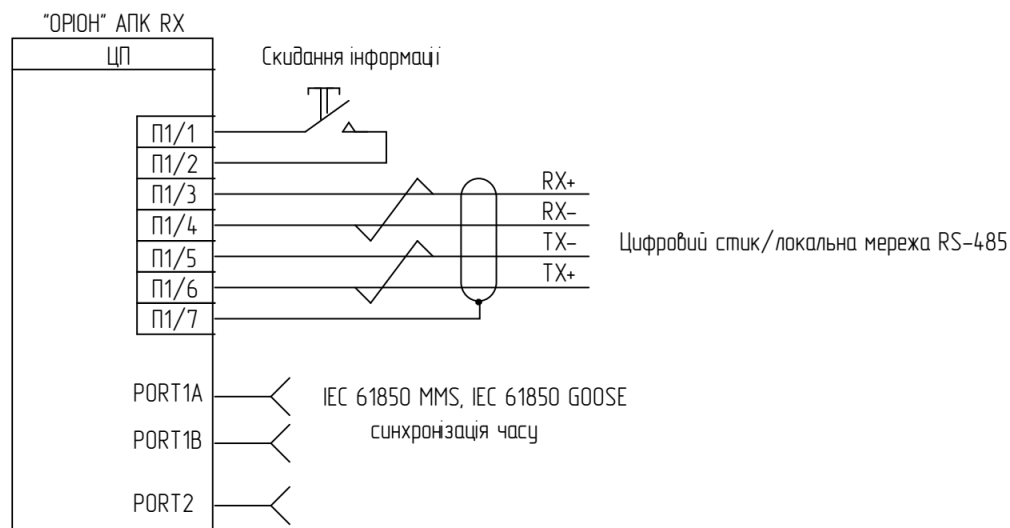 "ОРІОН" АПК RX
ЦП
Скидання інформації
П1/1
П1/2
П1/3
RX+
П1/4
RX-
П1/5
TX-
Цифровий стик/локальна мережа RS-485
П1/6
TX+
П1/7
PORT1A
IEC 61850 MMS, IEC 61850 GOOSE
синхронізація часу
PORT1B
PORT2